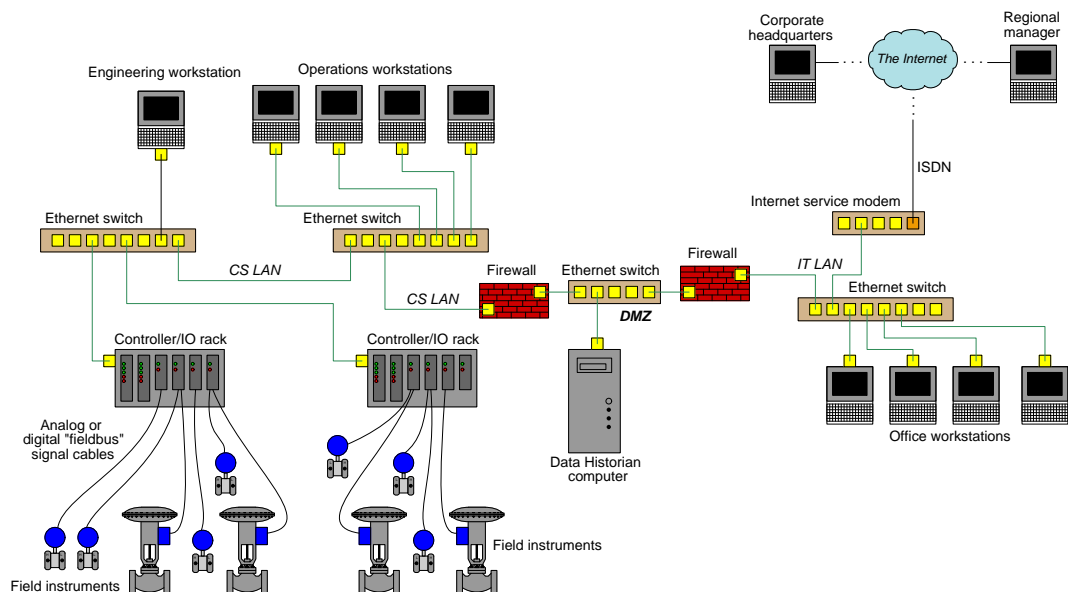 Corporate
headquarters
The Internet
Regional
manager
Engineering workstation
Operations workstations
ISDN
Internet service modem
Ethernet switch
Ethernet switch
CS LAN
CS LAN
Firewall
Ethernet switch
DMZ
Firewall
IT LAN
Ethernet switch
Controller/IO rack
Controller/IO rack
Analog or
digital "fieldbus"
signal cables
Data Historian
computer
Office workstations
Field instruments
Field instruments